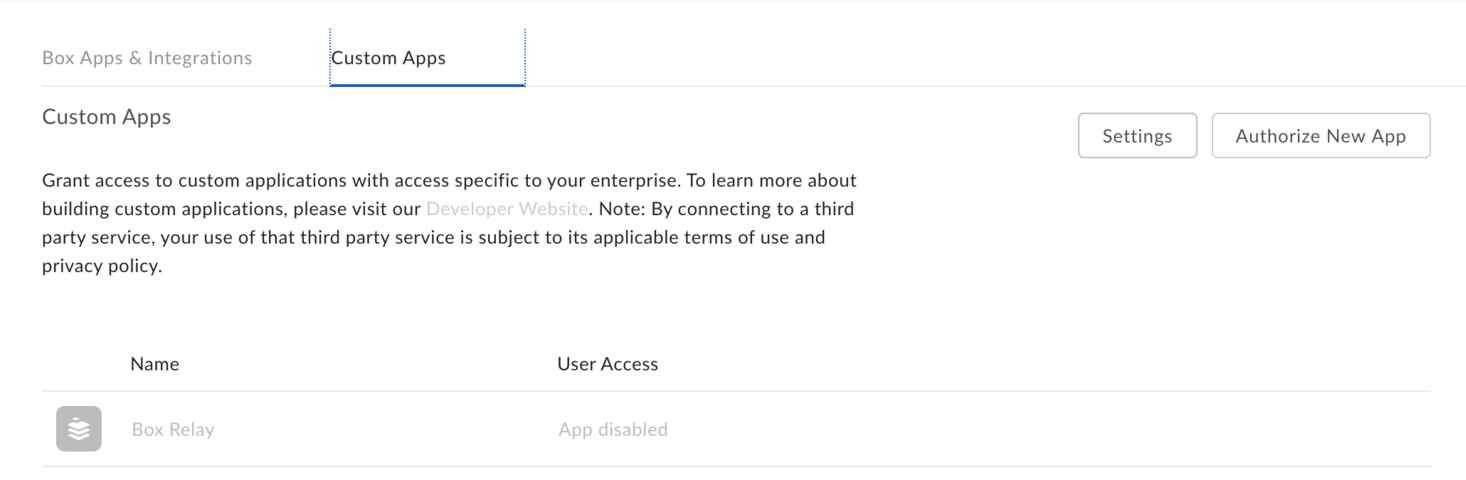 Box Apps & Integrations
Custom Apps
Custom Apps
Settings
Authorize New App
Grant access to custom applications with access specific to your enterprise. To learn more about
building custom applications, please visit our Developer Website. Note: By connecting to a third
party service, your use of that third party service is subject to its applicable terms of use and
privacy policy.
Name
User Access
Box Relay
App disabled